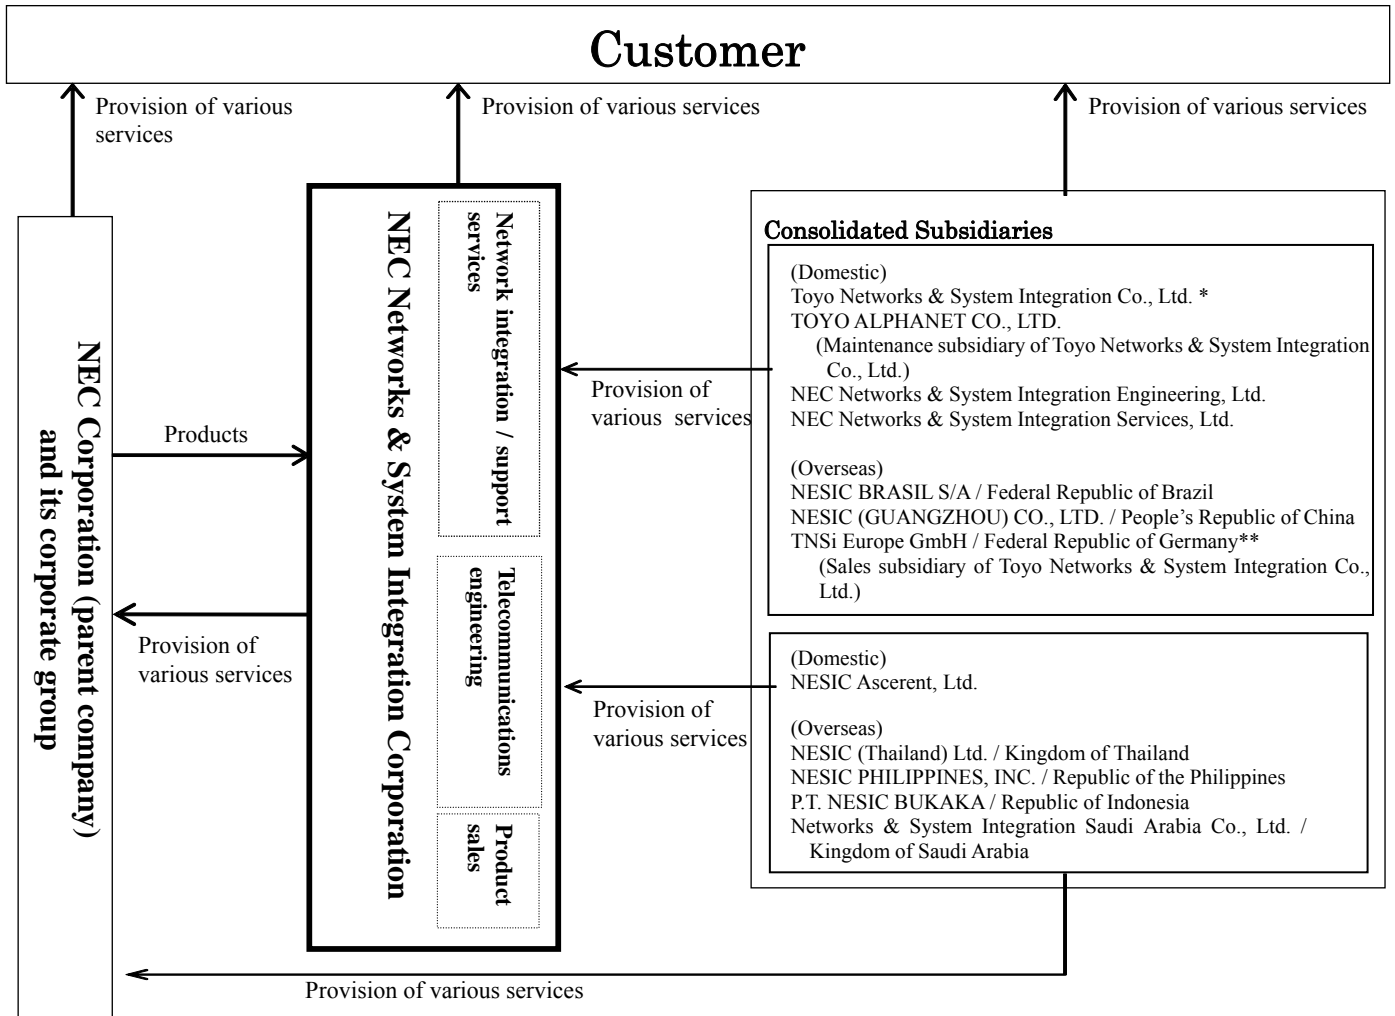 Customer
Provision of various
services
Provision of various services
Provision of various services
NEC Corporation (parent company)
and its corporate group
Products
Provision of
various services
NEC Networks & System Integration Corporation
Network integration / support
services
Telecommunications
engineering
Product
sales
Provision of
various services
Provision of
various services
Consolidated Subsidiaries
(Domestic)
Toyo Networks & System Integration Co., Ltd. *
TOYO ALPHANET CO., LTD.
(Maintenance subsidiary of Toyo Networks & System Integration
Co., Ltd.)
NEC Networks & System Integration Engineering, Ltd.
NEC Networks & System Integration Services, Ltd.
(Overseas)
NESIC BRASIL S/A / Federal Republic of Brazil
NESIC (GUANGZHOU) CO., LTD. / People's Republic of China
TNSi Europe GmbH / Federal Republic of Germany**
(Sales subsidiary of Toyo Networks & System Integration Co.,
Ltd.)
(Domestic)
NESIC Ascerent, Ltd.
(Overseas)
NESIC (Thailand) Ltd. / Kingdom of Thailand
NESIC PHILIPPINES, INC. / Republic of the Philippines
P.T. NESIC BUKAKA / Republic of Indonesia
Networks & System Integration Saudi Arabia Co., Ltd. /
Kingdom of Saudi Arabia
Provision of various services